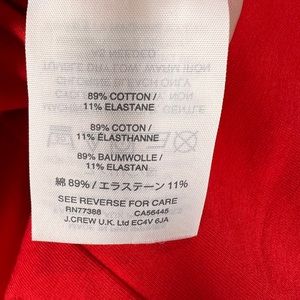 89% COTTON /
11% ELASTANE
89% COTON /
11% ÉLASTHANNE
89% BAUMWOLLE /
11% ELASTAN
綿 89% / エラステーン 11%
SEE REVERSE FOR CARE
RN77388 CA56445
J.CREW U.K. Ltd EC4V 6JA